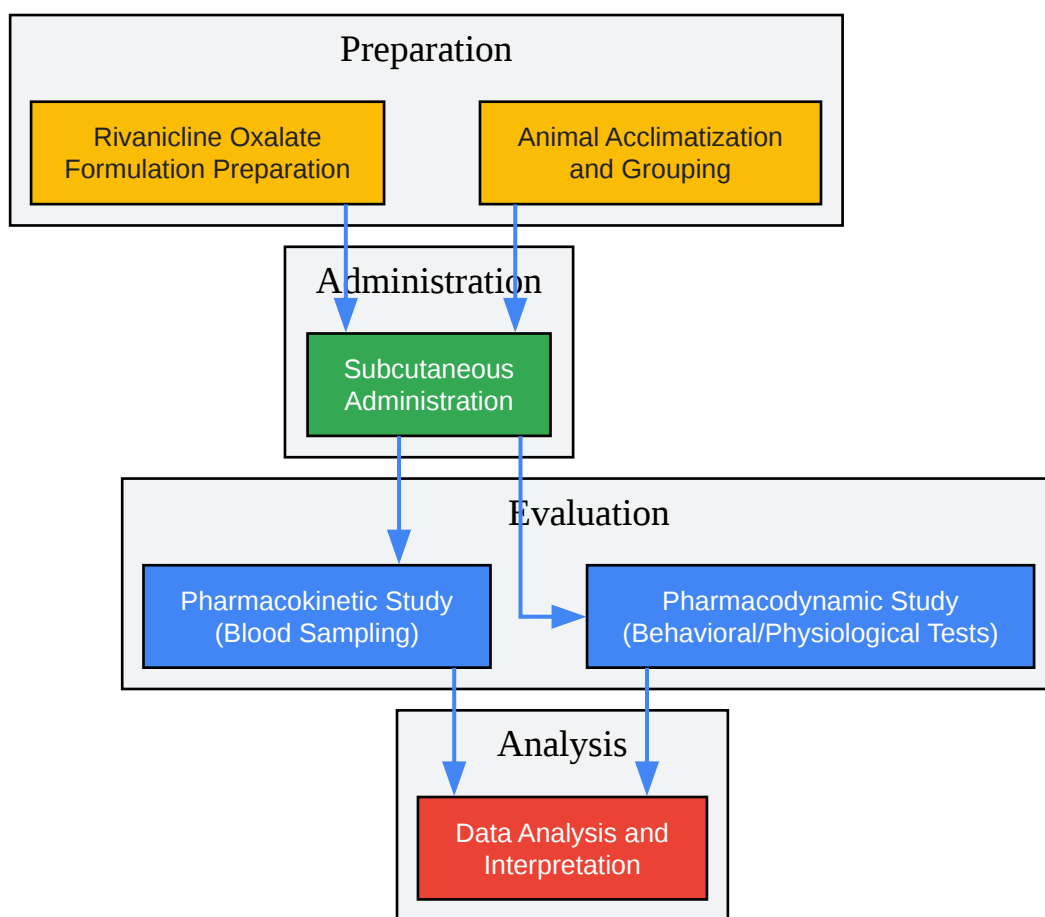 Preparation
Rivanicline Oxalate
Formulation Preparation
Animal Acclimatization
and Grouping
Administration
Subcutaneous
Administration
Evaluation
Pharmacokinetic Study
(Blood Sampling)
Pharmacodynamic Study
(Behavioral/Physiological Tests)
Analysis
Data Analysis and
Interpretation